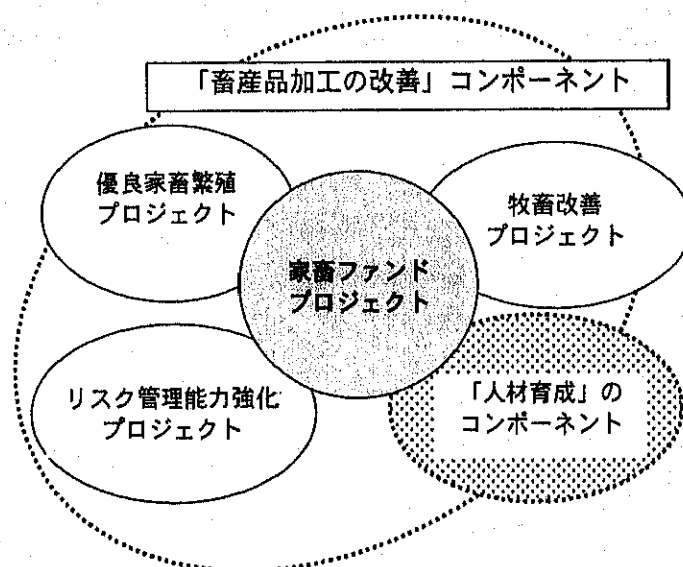 「畜産品加工の改善」コンポーネント
優良家畜繁殖
プロジェクト
牧畜改善
プロジェクト
家畜ファンド
プロジェクト
リスク管理能力強化
プロジェクト
「人材育成」の
コンポーネント